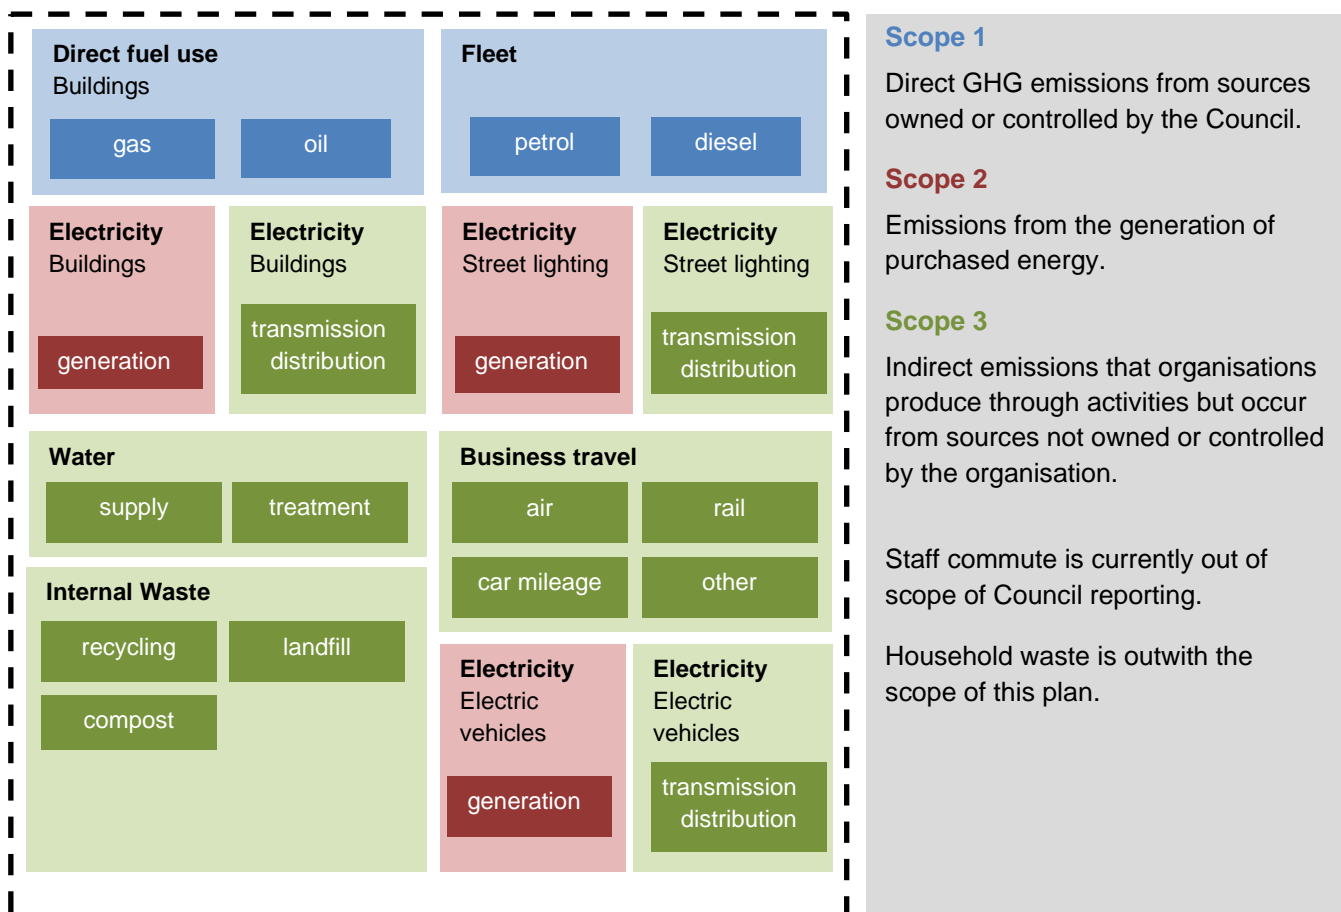 Direct fuel use
Buildings
gas
oil
Fleet
petrol
diesel
Electricity
Buildings
generation
Electricity
Buildings
transmission
distribution
Electricity
Street lighting
generation
Electricity
Street lighting
transmission
distribution
Water
supply
treatment
Business travel
air
rail
car mileage
other
Internal Waste
recycling
landfill
compost
Electricity
Electric
vehicles
generation
Electricity
Electric
vehicles
transmission
distribution
Scope 1
Direct GHG emissions from sources
owned or controlled by the Council.
Scope 2
Emissions from the generation of
purchased energy.
Scope 3
Indirect emissions that organisations
produce through activities but occur
from sources not owned or controlled
by the organisation.
Staff commute is currently out of
scope of Council reporting.
Household waste is outwith the
scope of this plan.